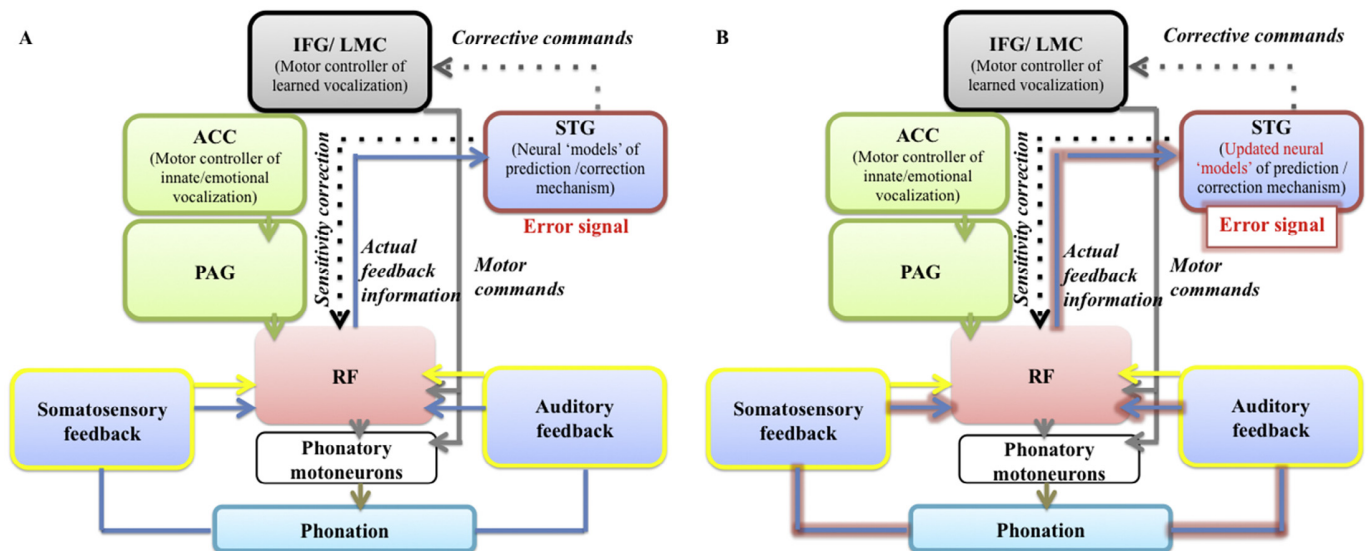 A
IFG/ LMC
(Motor controller of
learned vocalization)
Corrective commands
ACC
(Motor controller of
innate/emotional
vocalization)
STG
(Neural ‘models’ of
prediction /correction
mechanism)
Error signal
Sensitivity correction
PAG
Actual
feedback
information
Motor
commands
RF
Somatosensory
feedback
Auditory
feedback
Phonatory
motoneurons
Phonation
B
IFG/ LMC
(Motor controller of
learned vocalization)
Corrective commands
ACC
(Motor controller of
innate/emotional
vocalization)
STG
(Updated neural
‘models’ of prediction /
correction mechanism)
Error signal
Sensitivity correction
PAG
Actual
feedback
information
Motor
commands
RF
Somatosensory
feedback
Auditory
feedback
Phonatory
motoneurons
Phonation